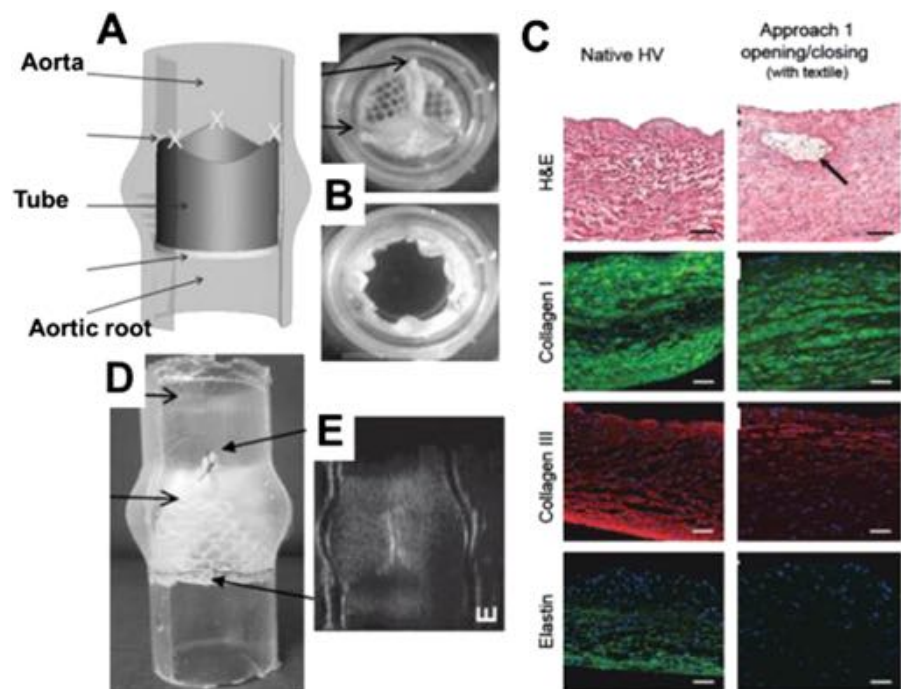 A
Aorta
Tube
Aortic root
B
C
Native HV
Approach 1
opening/closing
(with textile)
H&E
Collagen I
Collagen III
Elastin
D
E
E